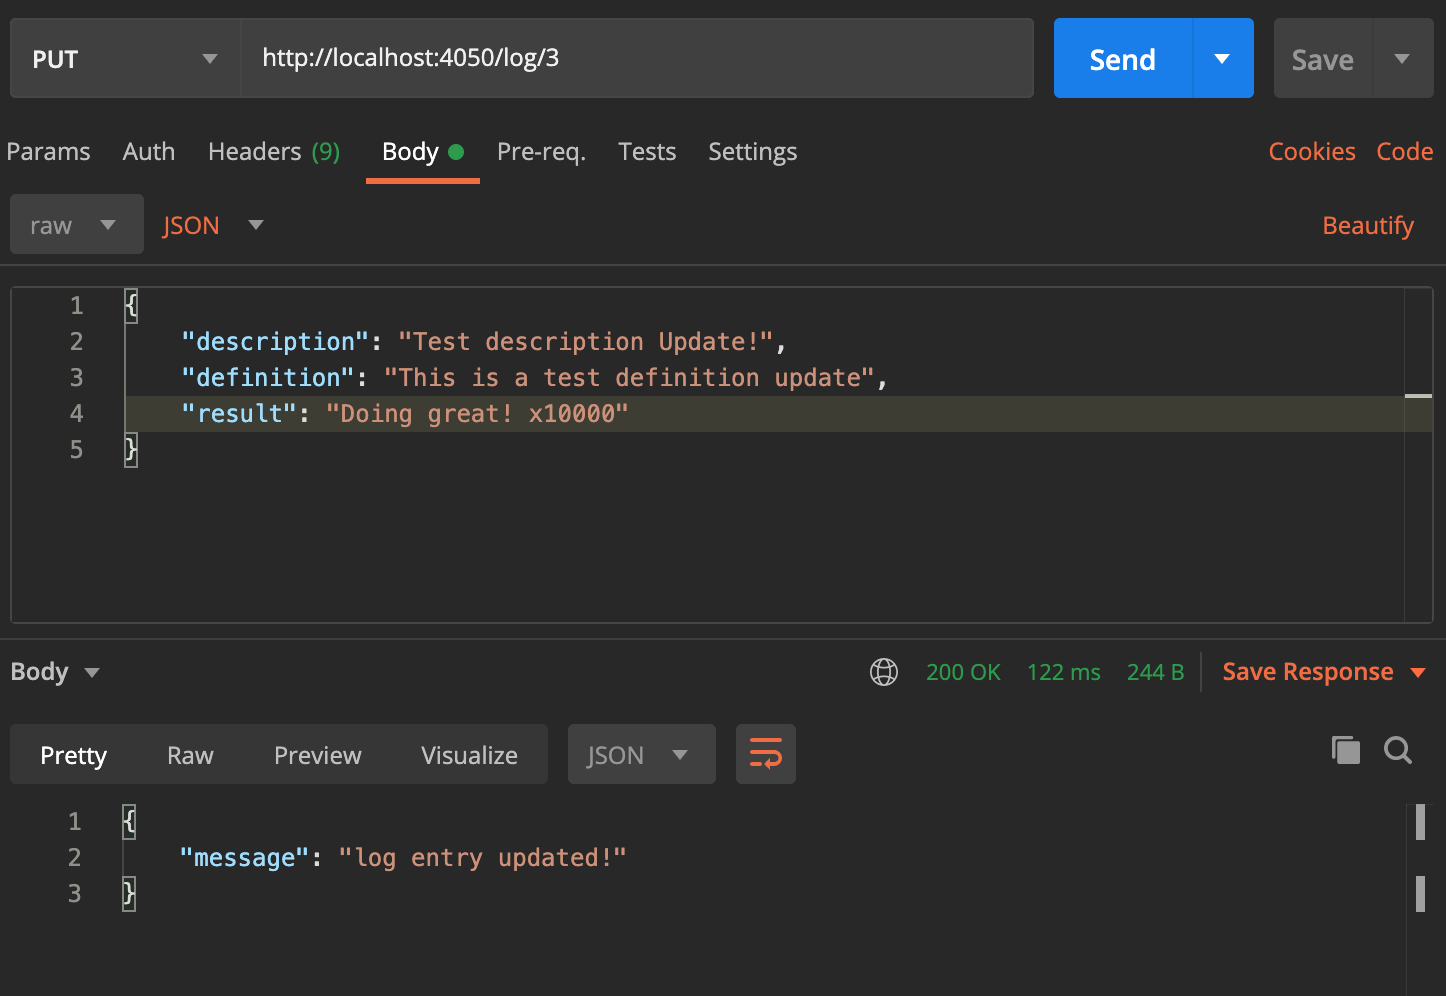 PUT http://localhost:4050/log/3 Send Save
Params Auth Headers (9) Body Pre-req. Tests Settings Cookies Code
raw JSON Beautify
1 {
2 "description": "Test description Update!",
3 "definition": "This is a test definition update",
4 "result": "Doing great! x10000"
5 }
Body 200 OK 122 ms 244 B Save Response
Pretty Raw Preview Visualize JSON
1 {
2 "message": "log entry updated!"
3 }